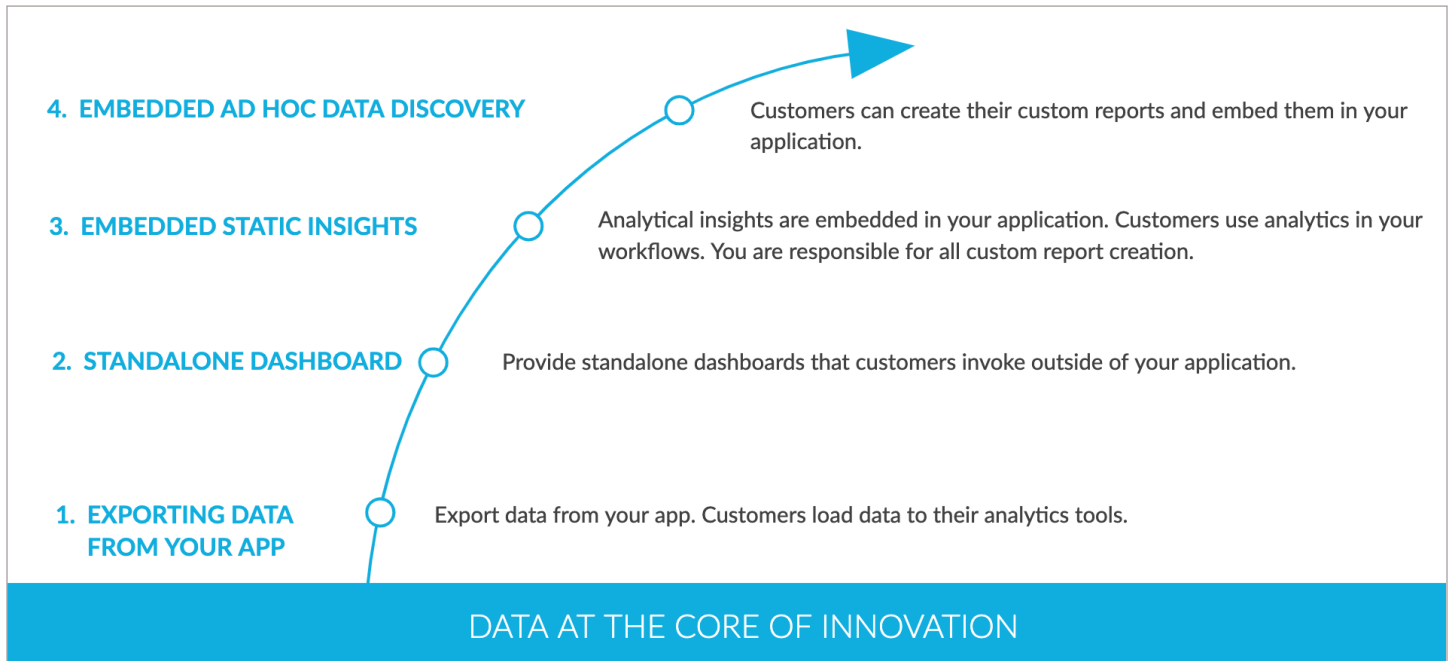 4. EMBEDDED AD HOC DATA DISCOVERY
Customers can create their custom reports and embed them in your
application.
3. EMBEDDED STATIC INSIGHTS
Analytical insights are embedded in your application. Customers use analytics in your
workflows. You are responsible for all custom report creation.
2. STANDALONE DASHBOARD
Provide standalone dashboards that customers invoke outside of your application.
1. EXPORTING DATA
FROM YOUR APP
Export data from your app. Customers load data to their analytics tools.
DATA AT THE CORE OF INNOVATION